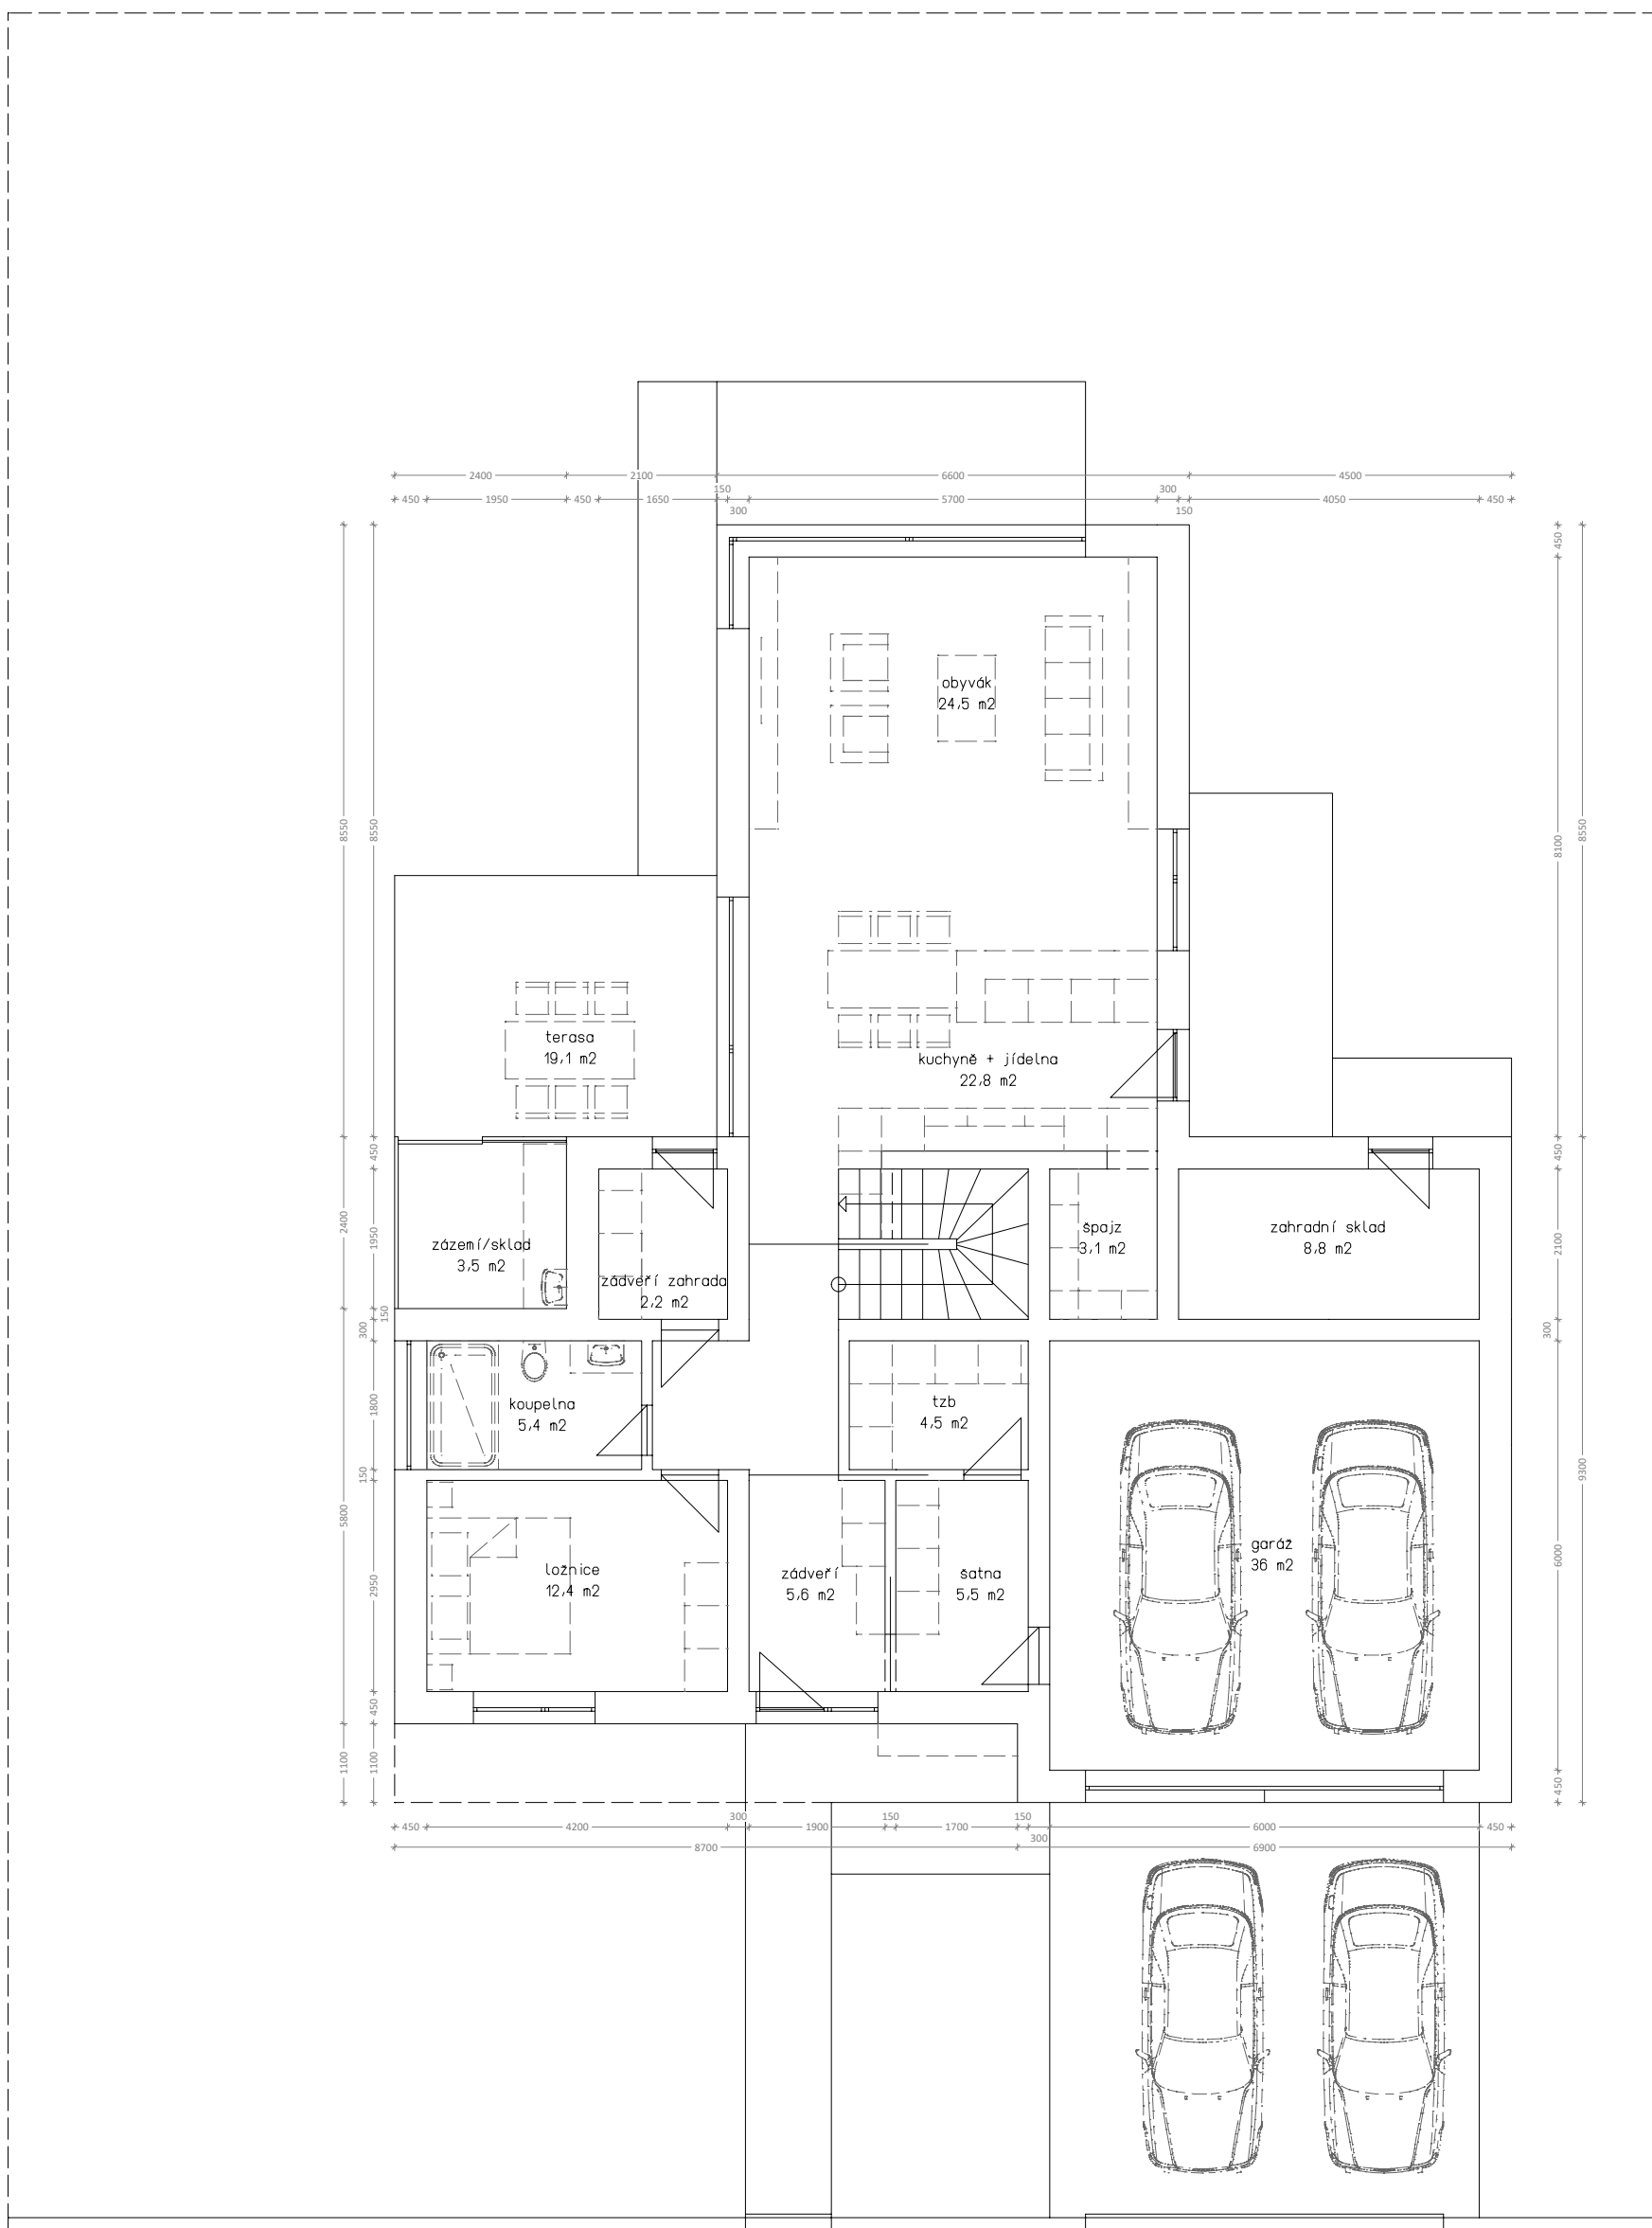 2400 2100 6600 4500
450 1950 450 1650 150 300 5700 300 150 4050 450
obyvák
24,5 m2
terasa
19,1 m2
kuchyně + jídelna
22,8 m2
zázemí/sklad
3,5 m2
zádveří zahrada
2,2 m2
špajz
3,1 m2
zahradní sklad
8,8 m2
koupelna
5,4 m2
tzb
4,5 m2
ložnice
12,4 m2
zádveří
5,6 m2
šatna
5,5 m2
garáž
36 m2
8550
2400
5800
1100
8550
450
1950
150
300
1800
150
2950
450
1100
450
8100
450
2100
300
6000
450
8550
9300
450 4200 300 1900 150 1700 150 300 6000 450
8700 6900